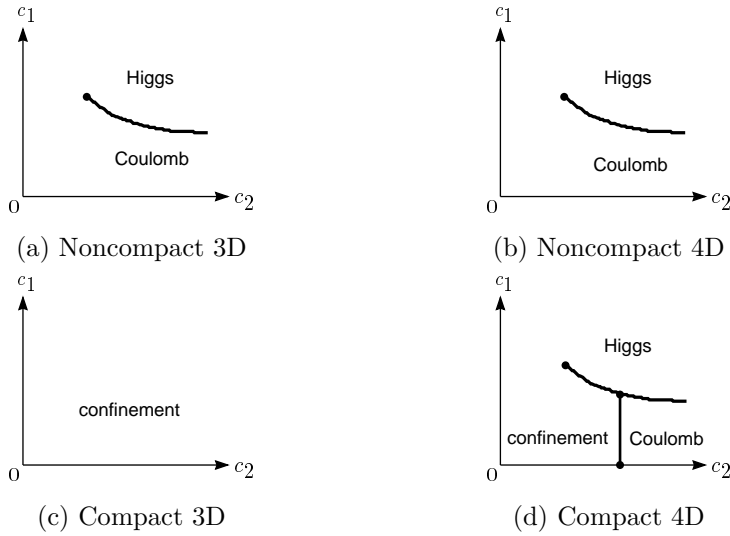 c1
Higgs
Coulomb
0
c2
(a) Noncompact 3D
c1
Higgs
Coulomb
0
c2
(b) Noncompact 4D
c1
confinement
0
c2
(c) Compact 3D
c1
Higgs
confinement
Coulomb
0
c2
(d) Compact 4D